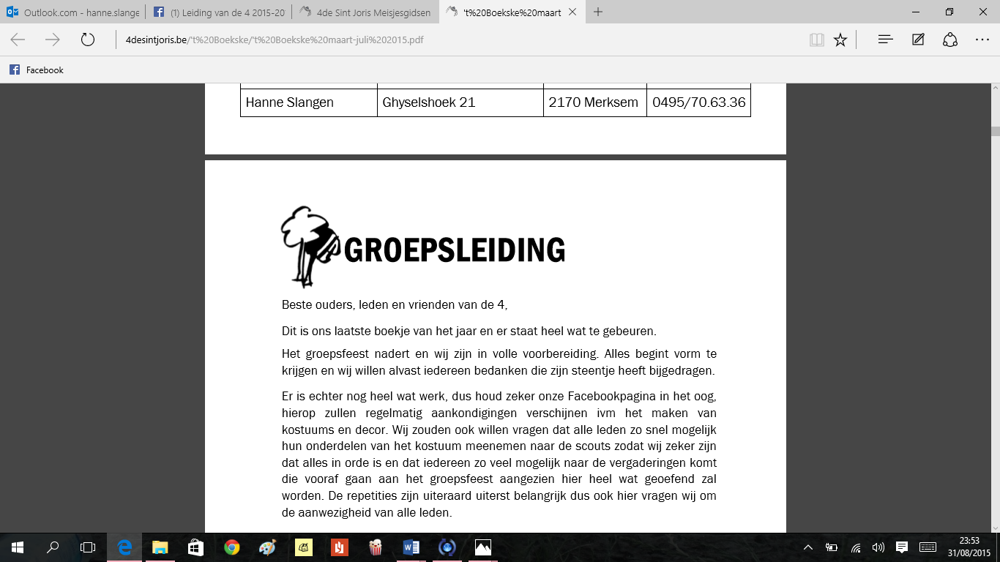 (1) Outlook.com - hanne.slange
(1) Leiding van de 4 2015-20
4de Sint Joris Meisjesgidsen
't%20Boekske%20maart
4desintjoris.be/'t%20Boekske/'t%20Boekske%20maart-juli%202015.pdf
Facebook
Hanne Slangen Ghyselshoek 21 2170 Merksem 0495/70.63.36
GROEPSLEIDING
Beste ouders, leden en vrienden van de 4,
Dit is ons laatste boekje van het jaar en er staat heel wat te gebeuren.
Het groepsfeest nadert en wij zijn in volle voorbereiding. Alles begint vorm te
krijgen en wij willen alvast iedereen bedanken die zijn steentje heeft bijgedragen.
Er is echter nog heel wat werk, dus houd zeker onze Facebookpagina in het oog,
hierop zullen regelmatig aankondigingen verschijnen ivm het maken van
kostuums en decor. Wij zouden ook willen vragen dat alle leden zo snel mogelijk
hun onderdelen van het kostuum meenemen naar de scouts zodat wij zeker zijn
dat alles in orde is en dat iedereen zo veel mogelijk naar de vergaderingen komt
die vooraf gaan aan het groepsfeest aangezien hier heel wat geoefend zal
worden. De repetities zijn uiteraard uiterst belangrijk dus ook hier vragen wij om
de aanwezigheid van alle leden.
23:53
31/08/2015